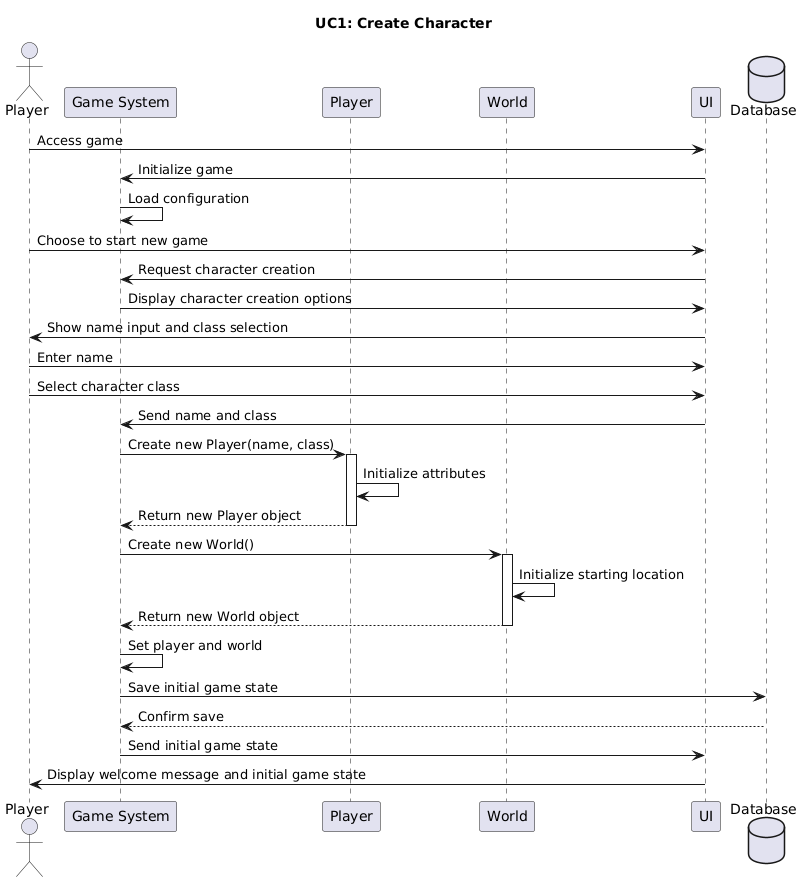 UC1: Create Character
Player
Game System
Player
World
UI
Database
Access game
Initialize game
Load configuration
Choose to start new game
Request character creation
Display character creation options
Show name input and class selection
Enter name
Select character class
Send name and class
Create new Player(name, class)
Initialize attributes
Return new Player object
Create new World()
Initialize starting location
Return new World object
Set player and world
Save initial game state
Confirm save
Send initial game state
Display welcome message and initial game state
Player
Game System
Player
World
UI
Database